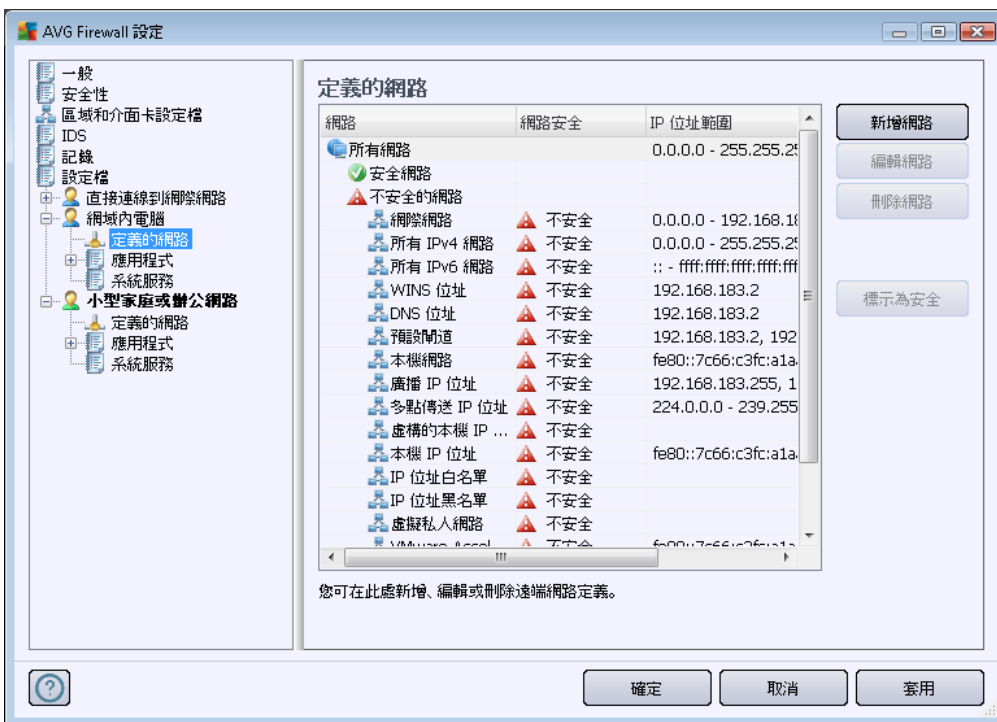 AVG Firewall 設定
一般
安全性
區域和介面卡設定檔
IDS
記錄
設定檔
直接連線到網際網路
網域內電腦
定義的網路
應用程式
系統服務
小型家庭或辦公網路
定義的網路
應用程式
系統服務
定義的網路
網路 網路安全 IP 位址範圍
所有網路 0.0.0.0 - 255.255.25
安全網路
不安全的網路
網際網路 不安全 0.0.0.0 - 192.168.18
所有 IPv4 網路 不安全 0.0.0.0 - 255.255.25
所有 IPv6 網路 不安全 :: - ffff:ffff:ffff:ffff:fff
WINS 位址 不安全 192.168.183.2
DNS 位址 不安全 192.168.183.2
預設閘道 不安全 192.168.183.2, 192
本機網路 不安全 fe80::7c66:c3fc:a1a
廣播 IP 位址 不安全 192.168.183.255, 1
多點傳送 IP 位址 不安全 224.0.0.0 - 239.255
虛構的本機 IP ... 不安全
本機 IP 位址 不安全 fe80::7c66:c3fc:a1a
IP 位址白名單 不安全
IP 位址黑名單 不安全
虛擬私人網路 不安全
VMware Accel 不安全 fe80::7c66:c3fc:a1a
新增網路
編輯網路
刪除網路
標示為安全
您可在此處新增、編輯或刪除遠端網路定義。
確定 取消 套用